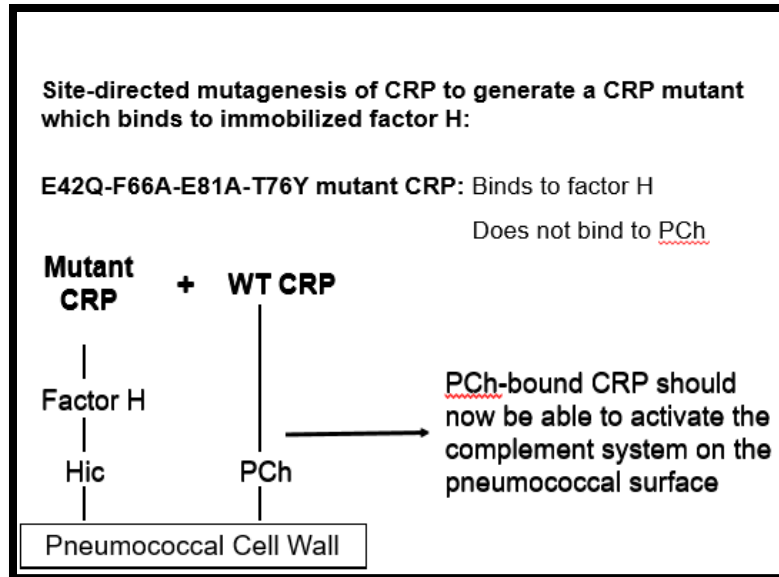 Site-directed mutagenesis of CRP to generate a CRP mutant
which binds to immobilized factor H:
E42Q-F66A-E81A-T76Y mutant CRP: Binds to factor H
Does not bind to PCh
Mutant
CRP
+
WT CRP
Factor H
Hic
PCh
PCh-bound CRP should
now be able to activate the
complement system on the
pneumococcal surface
Pneumococcal Cell Wall